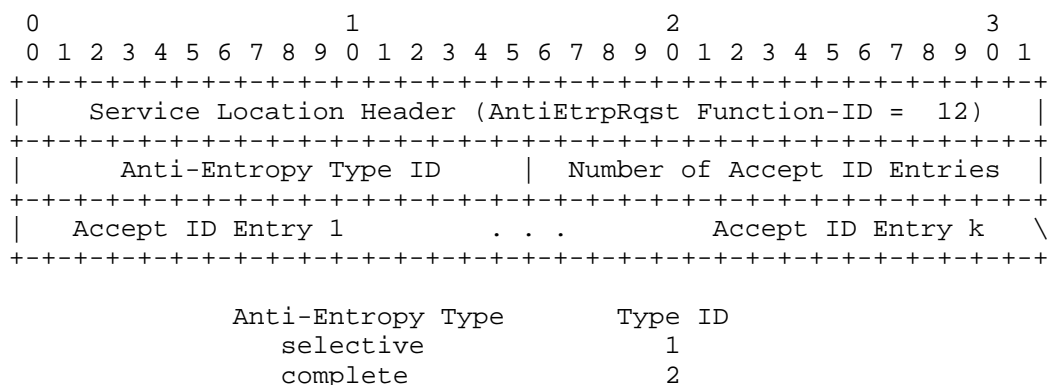 0                   1                   2                   3
 0 1 2 3 4 5 6 7 8 9 0 1 2 3 4 5 6 7 8 9 0 1 2 3 4 5 6 7 8 9 0 1
+-+-+-+-+-+-+-+-+-+-+-+-+-+-+-+-+-+-+-+-+-+-+-+-+-+-+-+-+-+-+-+-+
|    Service Location Header (AntiEtrpRqst Function-ID =  12)   |
+-+-+-+-+-+-+-+-+-+-+-+-+-+-+-+-+-+-+-+-+-+-+-+-+-+-+-+-+-+-+-+-+
|      Anti-Entropy Type ID     |  Number of Accept ID Entries  |
+-+-+-+-+-+-+-+-+-+-+-+-+-+-+-+-+-+-+-+-+-+-+-+-+-+-+-+-+-+-+-+-+
|   Accept ID Entry 1         . . .         Accept ID Entry k   \
+-+-+-+-+-+-+-+-+-+-+-+-+-+-+-+-+-+-+-+-+-+-+-+-+-+-+-+-+-+-+-+-+
Anti-Entropy Type       Type ID
selective               1
complete                2